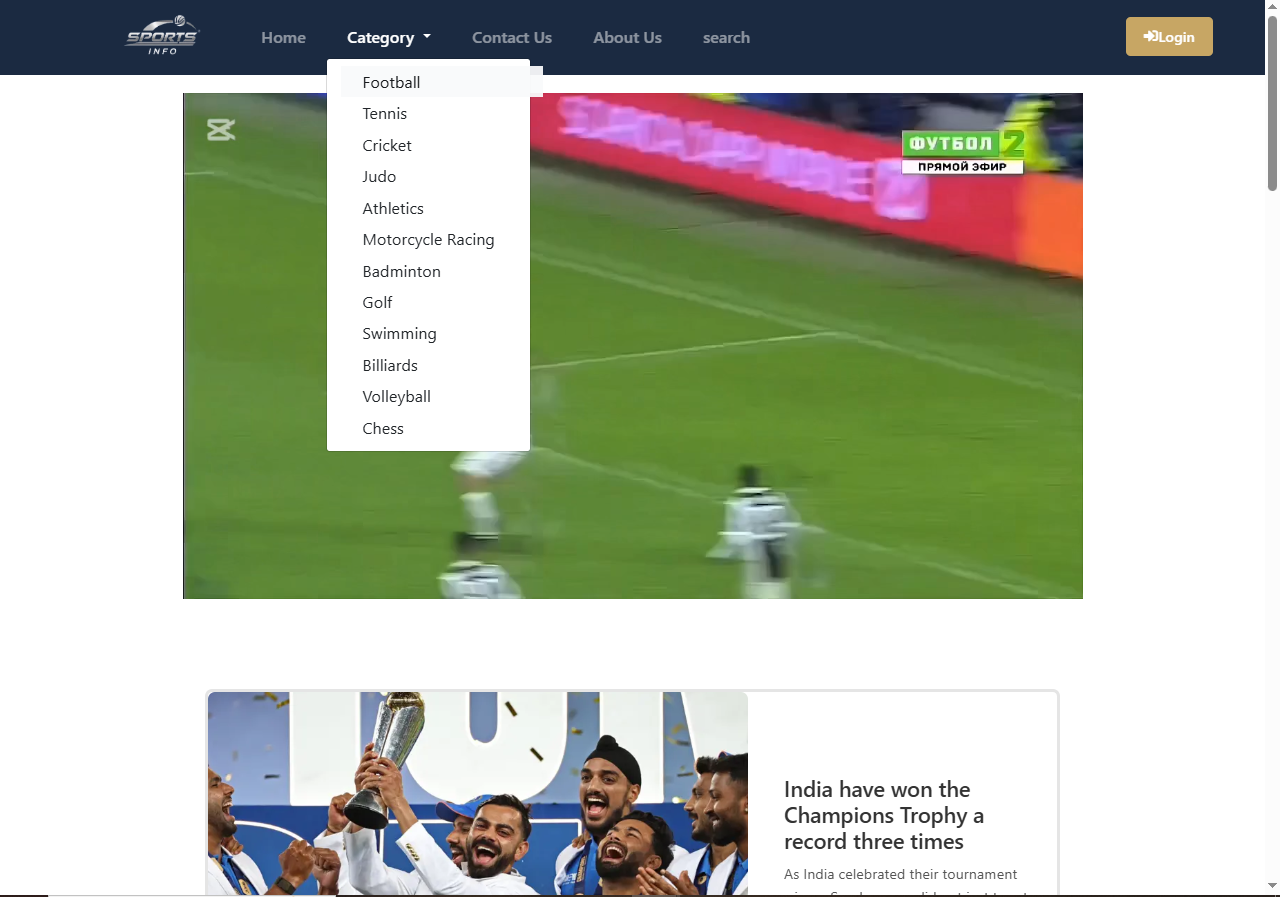 SPORTS
INFO
Home
Category
Contact Us
About Us
search
Login
Football
Tennis
Cricket
Judo
Athletics
Motorcycle Racing
Badminton
Golf
Swimming
Billiards
Volleyball
Chess
ФУТБОЛ 2
ПРЯМОЙ ЭФИР
India have won the
Champions Trophy a
record three times
As India celebrated their tournament